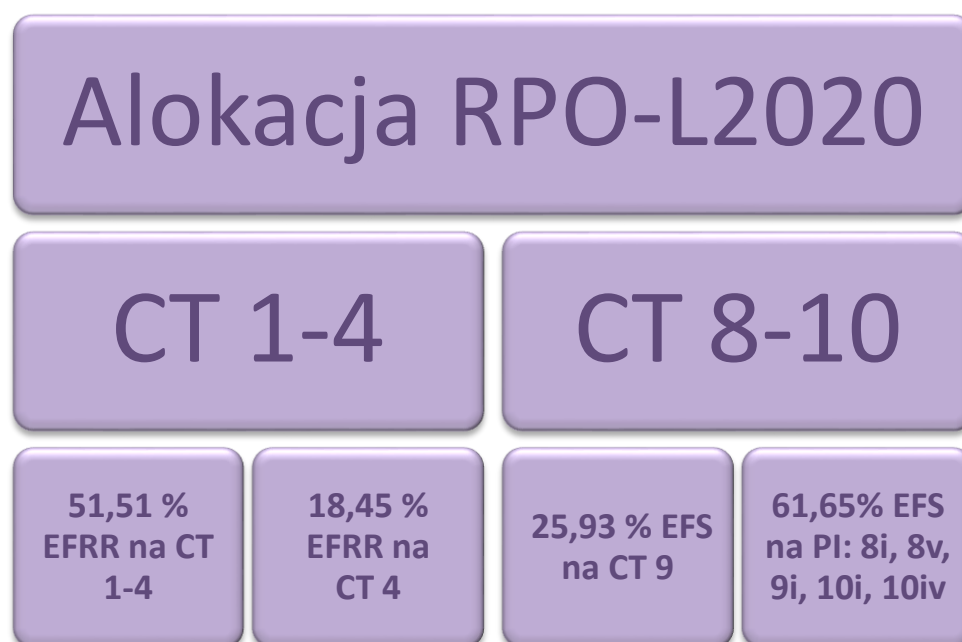 Alokacja RPO-L2020
CT 1-4
CT 8-10
51,51 %
EFRR na CT
1-4
18,45 %
EFRR na
CT 4
25,93 % EFS
na CT 9
61,65% EFS
na PI: 8i, 8v,
9i, 10i, 10iv